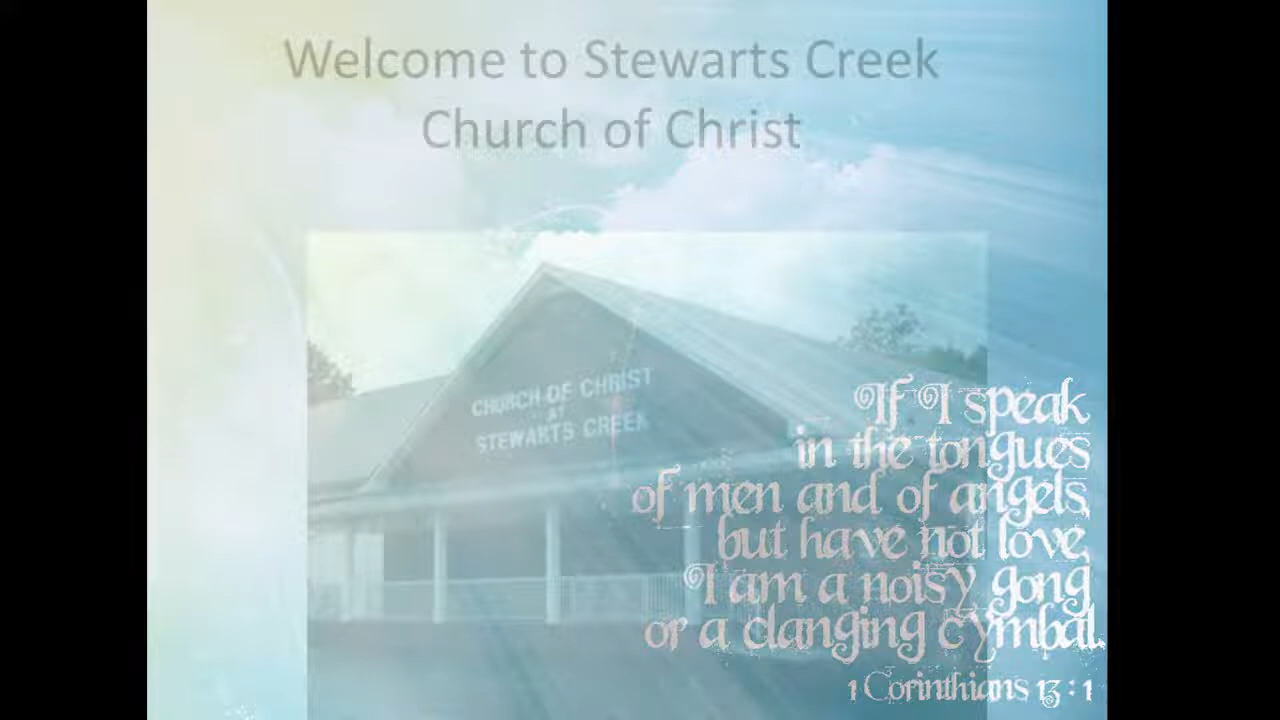 Welcome to Stewarts Creek
Church of Christ
CHURCH OF CHRIST
AT
STEWARTS CREEK
If I speak
in the tongues
of men and of angels,
but have not love,
I am a noisy gong
or a clanging cymbal.
1 Corinthians 13:1